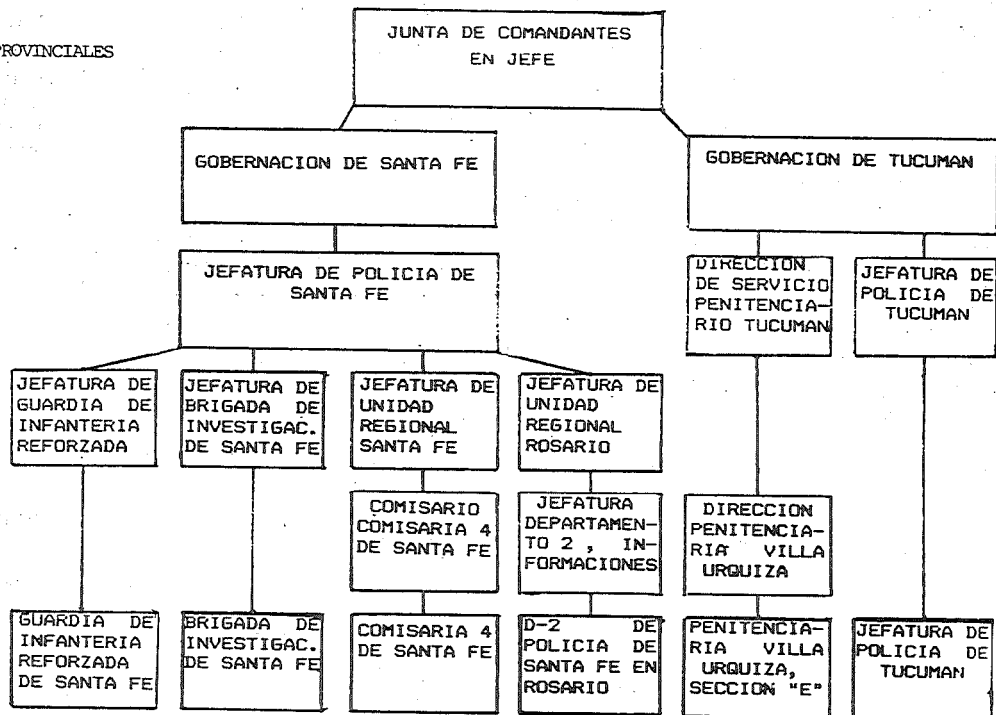 PROVINCIALES
JUNTA DE COMANDANTES
EN JEFE
GOBERNACION DE SANTA FE
GOBERNACION DE TUCUMAN
JEFATURA DE POLICIA DE
SANTA FE
DIRECCION
DE SERVICIO
PENITENCIA-
RIO TUCUMAN
JEFATURA DE
POLICIA DE
TUCUMAN
JEFATURA DE
GUARDIA DE
INFANTERIA
REFORZADA
JEFATURA DE
BRIGADA DE
INVESTIGAC.
DE SANTA FE
JEFATURA DE
UNIDAD
REGIONAL
SANTA FE
JEFATURA DE
UNIDAD
REGIONAL
ROSARIO
COMISARIO
COMISARIA 4
DE SANTA FE
JEFATURA
DEPARTAMEN-
TO 2 , IN-
FORMACIONES
DIRECCION
PENITENCIA-
RIA VILLA
URQUIZA
GUARDIA DE
INFANTERIA
REFORZADA
DE SANTA FE
BRIGADA DE
INVESTIGAC.
DE SANTA FE
COMISARIA 4
DE SANTA FE
D-2 DE
POLICIA DE
SANTA FE EN
ROSARIO
PENITENCIA-
RIA VILLA
URQUIZA,
SECCION "E"
JEFATURA DE
POLICIA DE
TUCUMAN